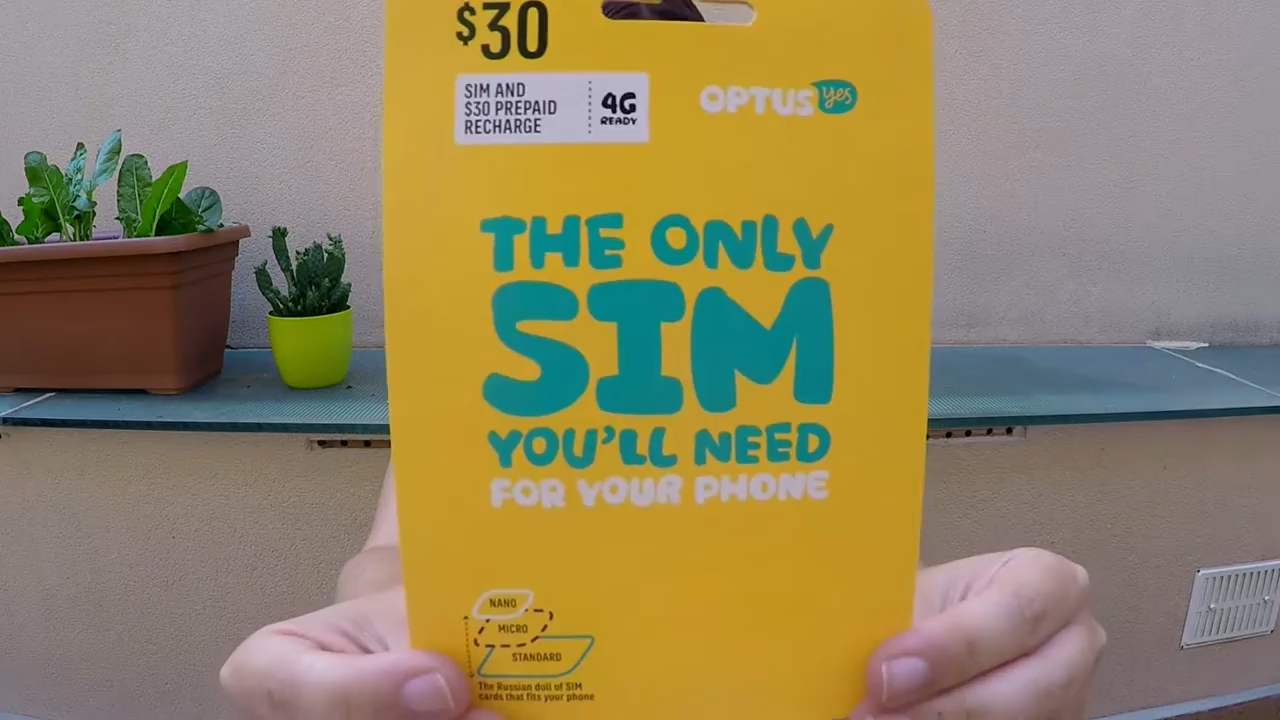 $30
SIM AND
$30 PREPAID
RECHARGE
4G
READY
OPTUS yes
THE ONLY
SIM
YOU'LL NEED
FOR YOUR PHONE
NANO
MICRO
STANDARD
The Russian doll of SIM
cards that fits your phone